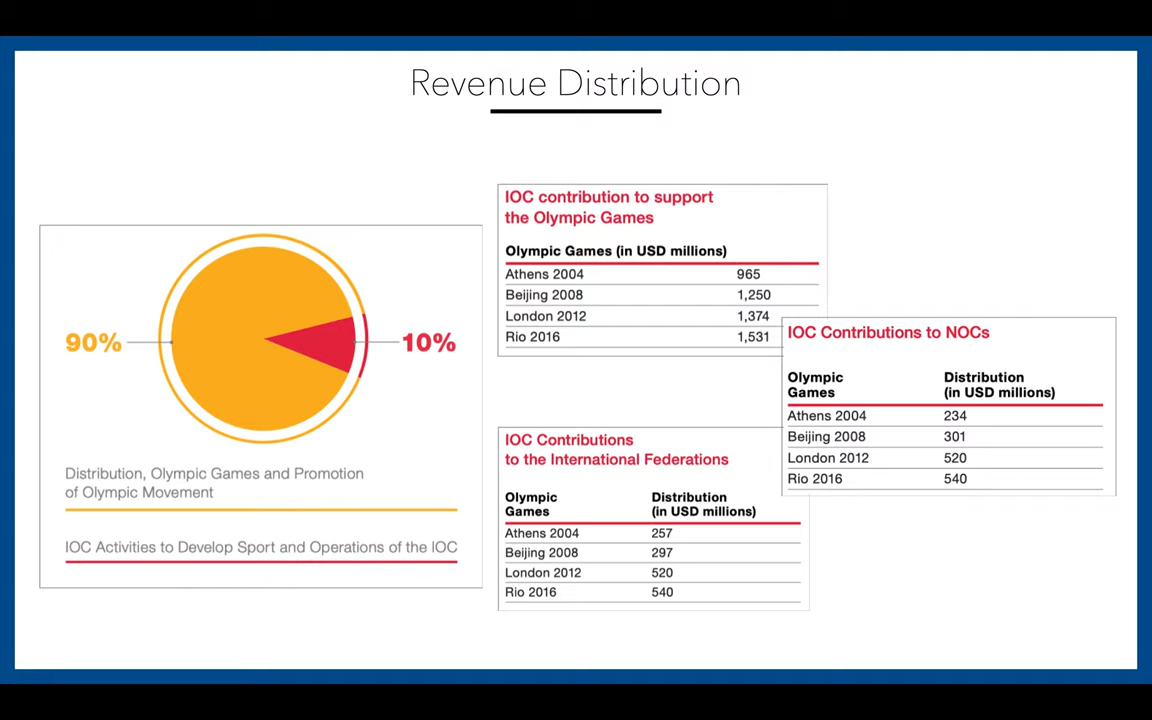 Revenue Distribution
90%
10%
Distribution, Olympic Games and Promotion
of Olympic Movement
IOC Activities to Develop Sport and Operations of the IOC
IOC contribution to support
the Olympic Games
Olympic Games (in USD millions)
Athens 2004 965
Beijing 2008 1,250
London 2012 1,374
Rio 2016 1,531
IOC Contributions to NOCs
Olympic Distribution
Games (in USD millions)
Athens 2004 234
Beijing 2008 301
London 2012 520
Rio 2016 540
IOC Contributions
to the International Federations
Olympic Distribution
Games (in USD millions)
Athens 2004 257
Beijing 2008 297
London 2012 520
Rio 2016 540